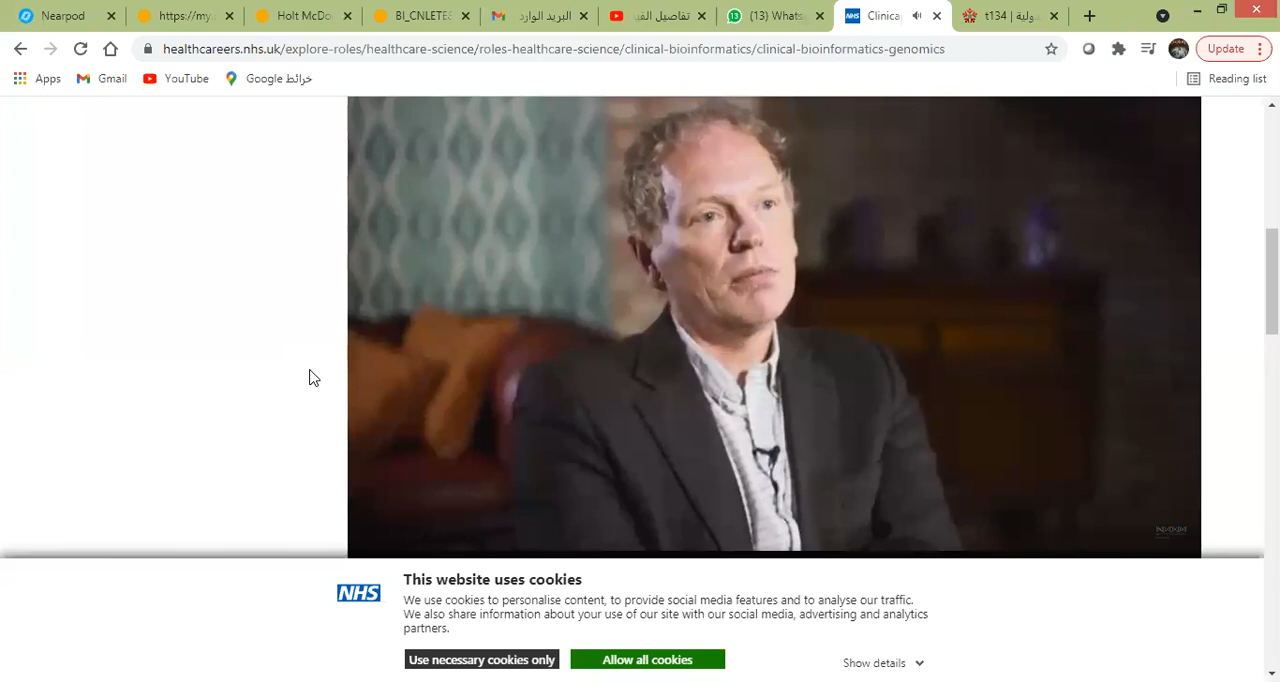 Nearpod
https://my
Holt McDo
BI_CNLETE
البريد الوارد
تفاصيل
(13) Whats
Clinica
t134 | دولية
healthcareers.nhs.uk/explore-roles/healthcare-science/roles-healthcare-science/clinical-bioinformatics/clinical-bioinformatics-genomics
Update
Apps
Gmail
YouTube
خرائط Google
Reading list
NHS
This website uses cookies
We use cookies to personalise content, to provide social media features and to analyse our traffic.
We also share information about your use of our site with our social media, advertising and analytics
partners.
Use necessary cookies only
Allow all cookies
Show details